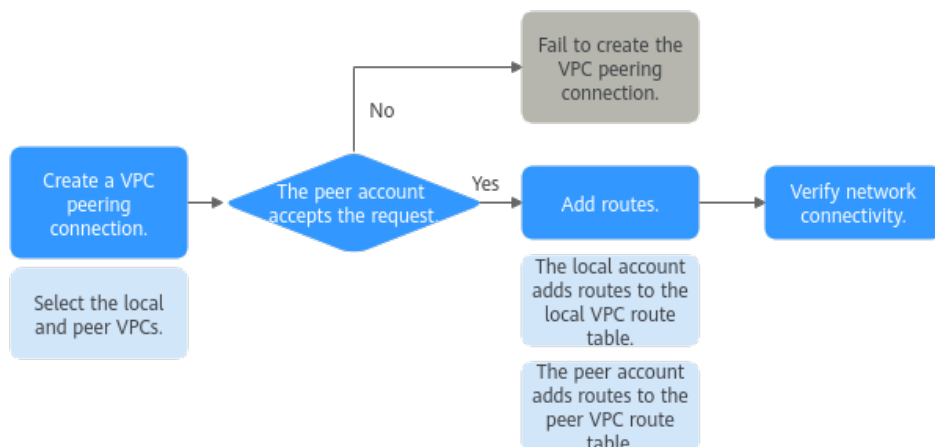 Fail to create the
VPC peering
connection.
No
Create a VPC
peering
connection.
The peer account
accepts the request.
Yes
Add routes.
Verify network
connectivity.
Select the local
and peer VPCs.
The local account
adds routes to the
local VPC route
table.
The peer account
adds routes to the
peer VPC route
table